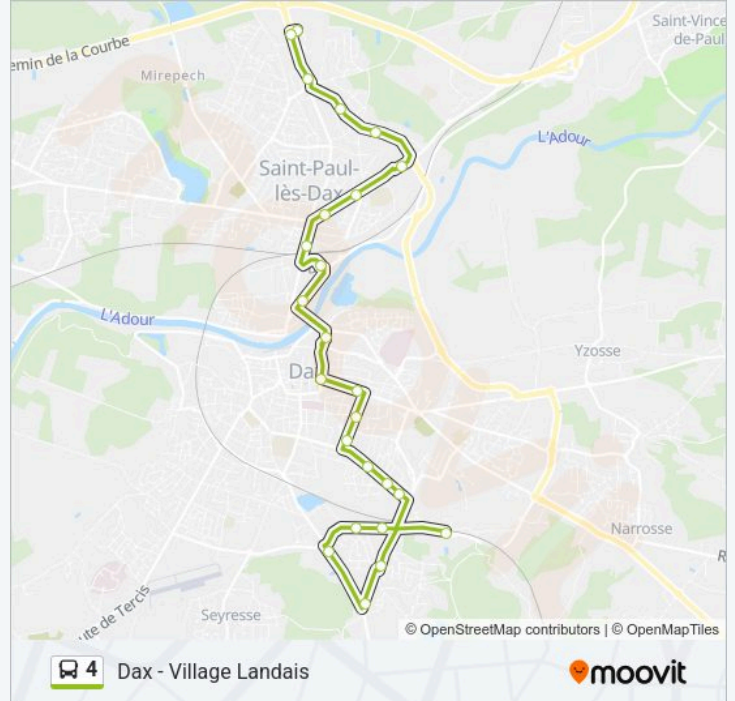 Saint-Vince
de-Paul
emin de la Courbe
Mirepech
L'Adour
Saint-Paul-
lès-Dax
L'Adour
Yzosse
Da
Narrosse
R
ute de Tercis
Seyresse
© OpenStreetMap contributors | © OpenMapTiles
4 Dax - Village Landais
moovit